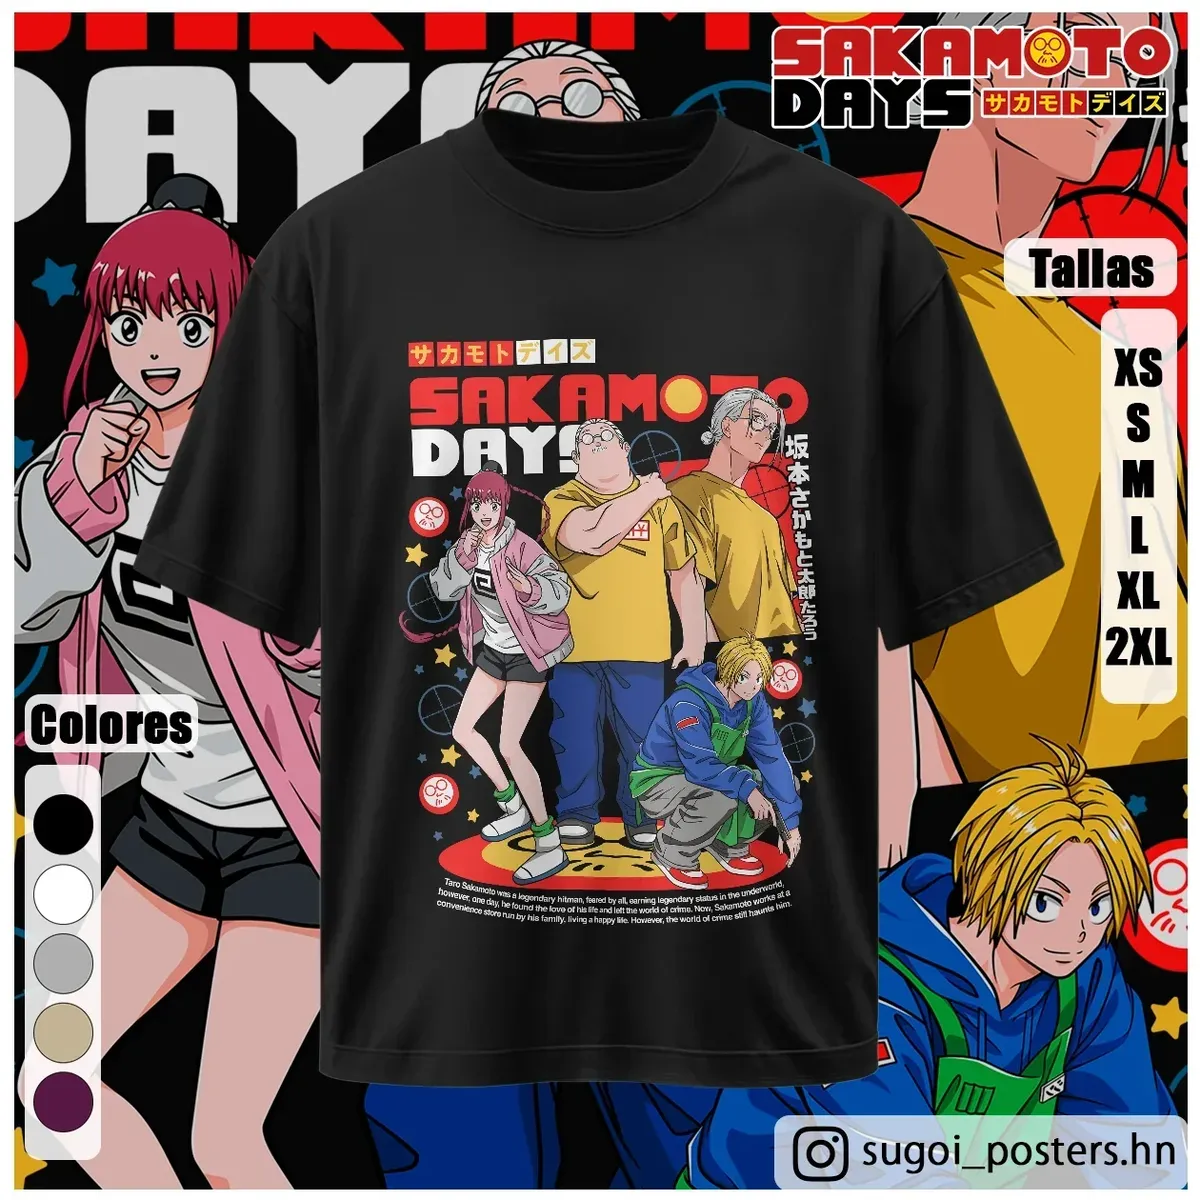 SAKAMO
DAYS
SAKAMOTO
DAYS サカモトデイズ
Tallas
XS
S
M
L
XL
2XL
サカモトデイズ
SAKAMOTO
DAYS
坂本さかもと太郎たろう
Taro Sakamoto was a legendary hitman, feared by all, earning legendary status in the underworld,
however, one day, he found the love of his life and left the world of crime. Now, Sakamoto works at a
convenience store run by his family, living a happy life. However, the world of crime still haunts him.
Colores
sugoi_posters.hn